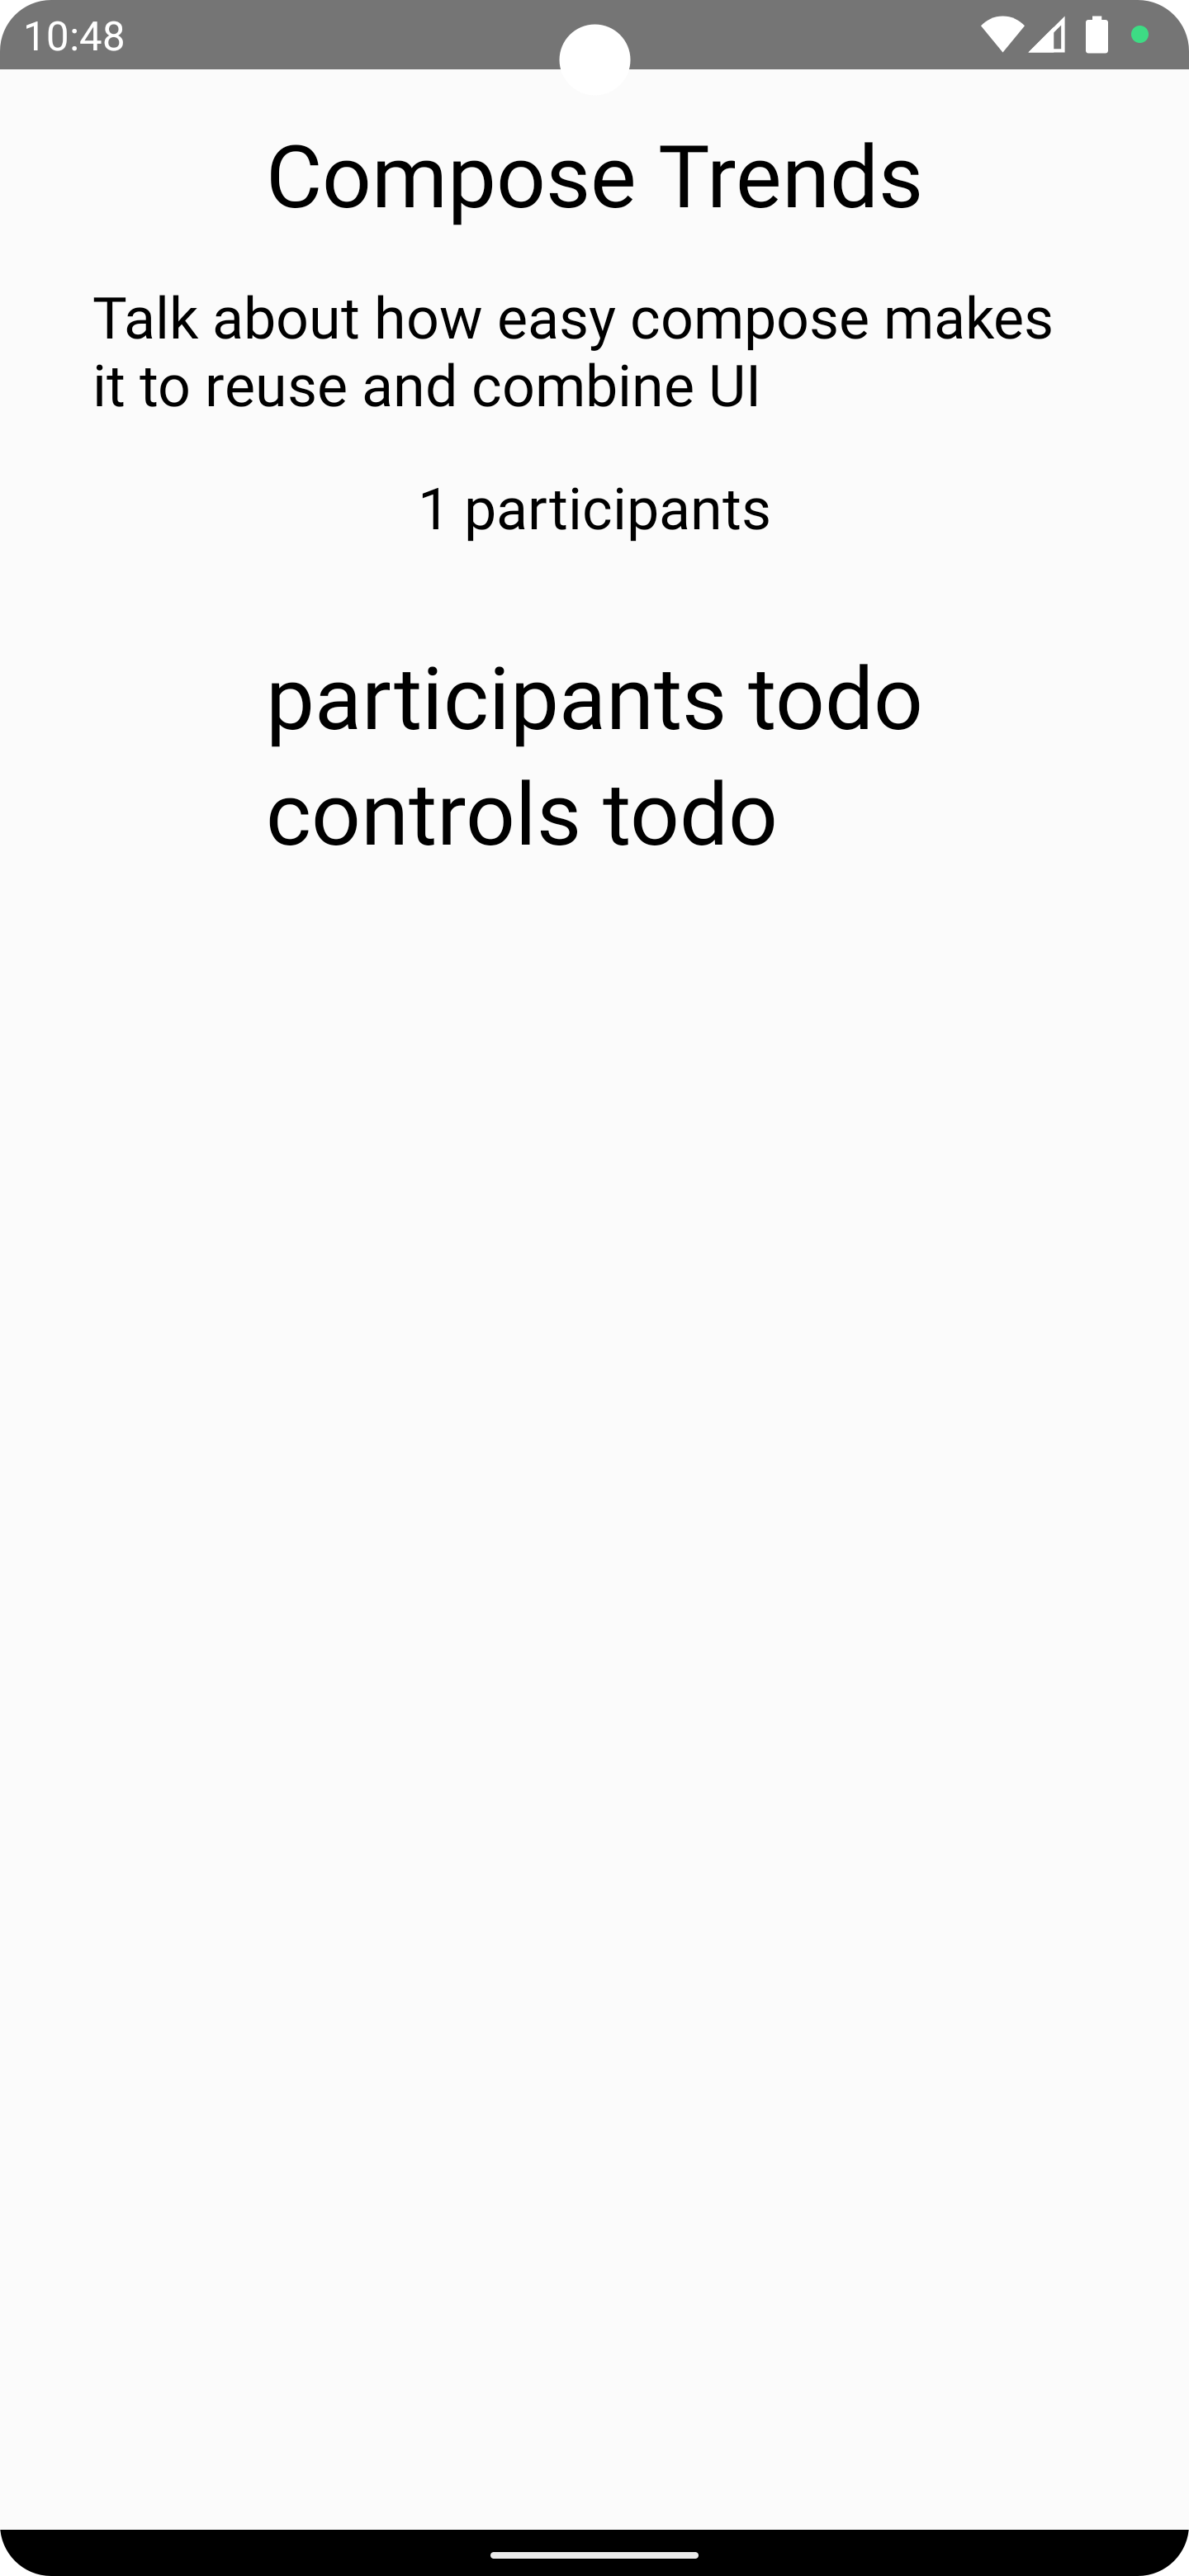 10:48
Compose Trends
Talk about how easy compose makes
it to reuse and combine UI
1 participants
participants todo
controls todo